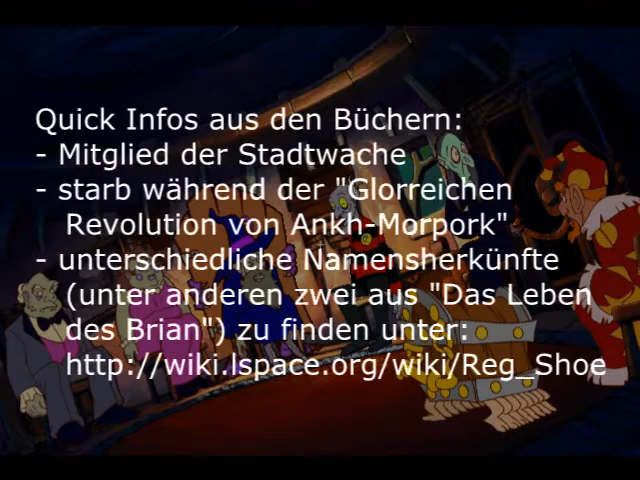 Quick Infos aus den Büchern:
- Mitglied der Stadtwache
- starb während der "Glorreichen
Revolution von Ankh-Morpork"
- unterschiedliche Namensherkünfte
(unter anderen zwei aus "Das Leben
des Brian") zu finden unter:
http://wiki.lspace.org/wiki/Reg_Shoe